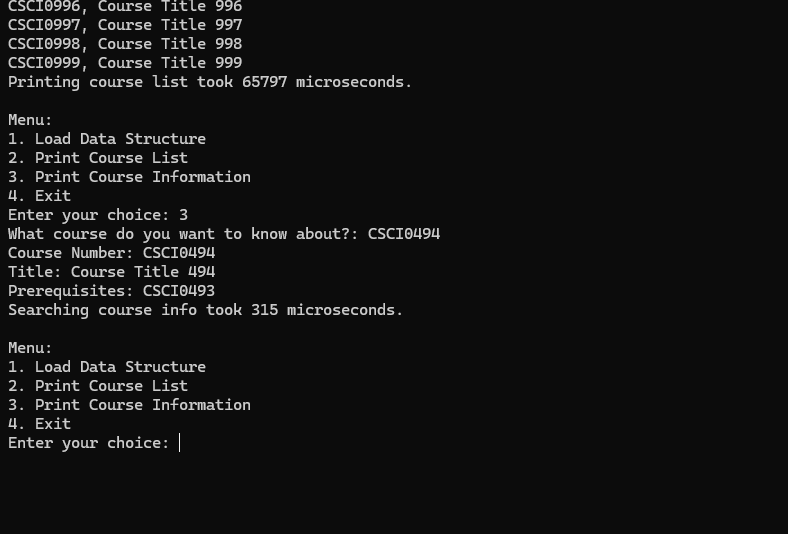 CSCI0996, Course Title 996
CSCI0997, Course Title 997
CSCI0998, Course Title 998
CSCI0999, Course Title 999
Printing course list took 65797 microseconds.
Menu:
1. Load Data Structure
2. Print Course List
3. Print Course Information
4. Exit
Enter your choice: 3
What course do you want to know about?: CSCI0494
Course Number: CSCI0494
Title: Course Title 494
Prerequisites: CSCI0493
Searching course info took 315 microseconds.
Menu:
1. Load Data Structure
2. Print Course List
3. Print Course Information
4. Exit
Enter your choice: